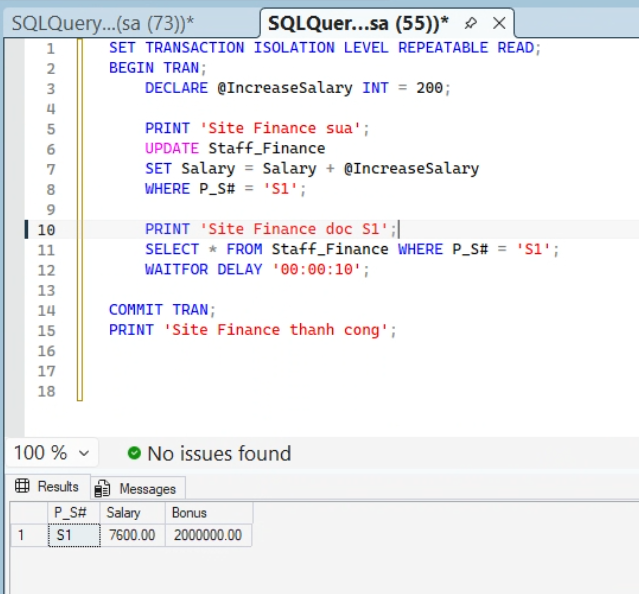 SQLQuery...(sa (73))* SQLQuer...sa (55))*
1 SET TRANSACTION ISOLATION LEVEL REPEATABLE READ;
2 BEGIN TRAN;
3 DECLARE @IncreaseSalary INT = 200;
4
5 PRINT 'Site Finance sua';
6 UPDATE Staff_Finance
7 SET Salary = Salary + @IncreaseSalary
8 WHERE P_S# = 'S1';
9
10 PRINT 'Site Finance doc S1';
11 SELECT * FROM Staff_Finance WHERE P_S# = 'S1';
12 WAITFOR DELAY '00:00:10';
13
14 COMMIT TRAN;
15 PRINT 'Site Finance thanh cong';
16
17
18
100 % No issues found
Results Messages
P_S# Salary Bonus
1 S1 7600.00 2000000.00